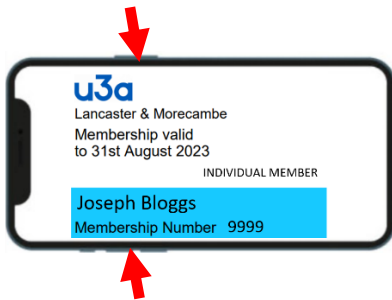 u3a
Lancaster & Morecambe
Membership valid
to 31st August 2023
INDIVIDUAL MEMBER
Joseph Bloggs
Membership Number 9999